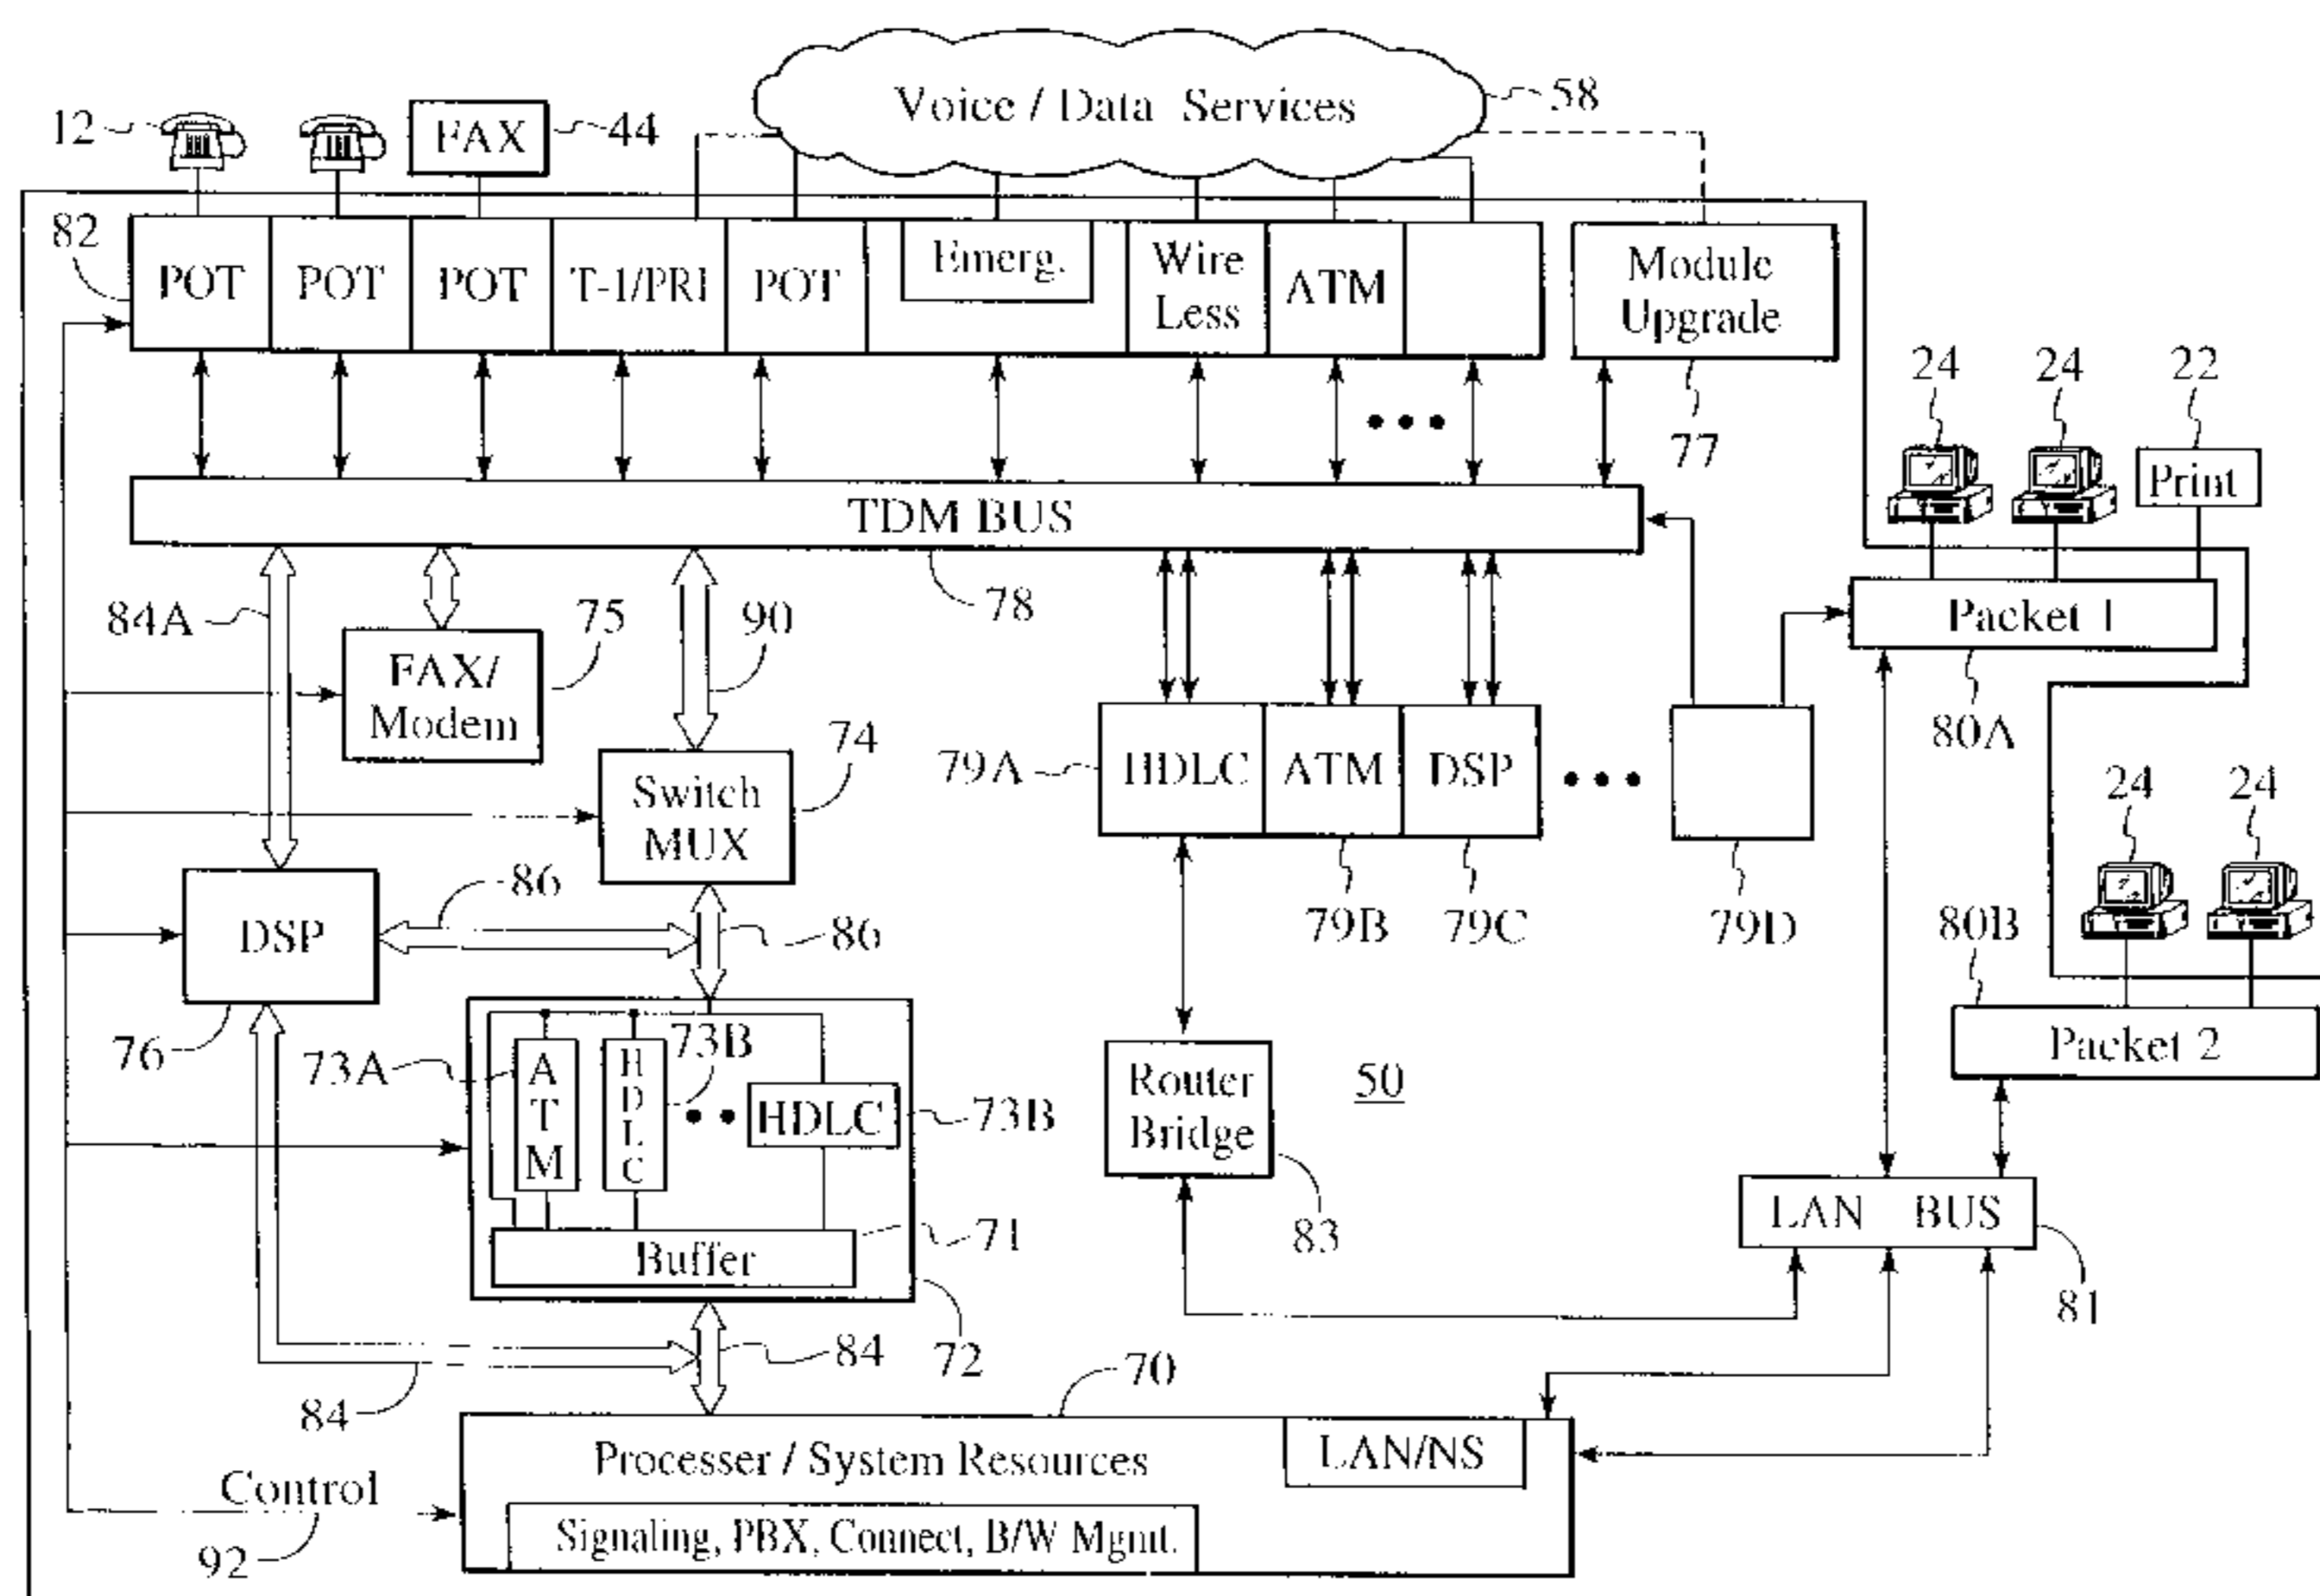 Voice / Data Services
58
12
FAX
44
82
POT
POT
POT
T-1/PRI
POT
Emerg.
Wire
Less
ATM
Module
Upgrade
77
24
24
22
Print
TDM BUS
78
Packet 1
80A
84A
FAX/
Modem
75
90
Switch
MUX
74
79A
HDLC
ATM
DSP
79B
79C
79D
24
24
80B
Packet 2
DSP
76
86
86
73A
ATM
HDLC
73B
HDLC
73B
Buffer
71
72
Router
Bridge
83
50
LAN BUS
81
84
84
70
Processer / System Resources
LAN/NS
Signaling, PBX, Connect, B/W Mgmt.
Control
92